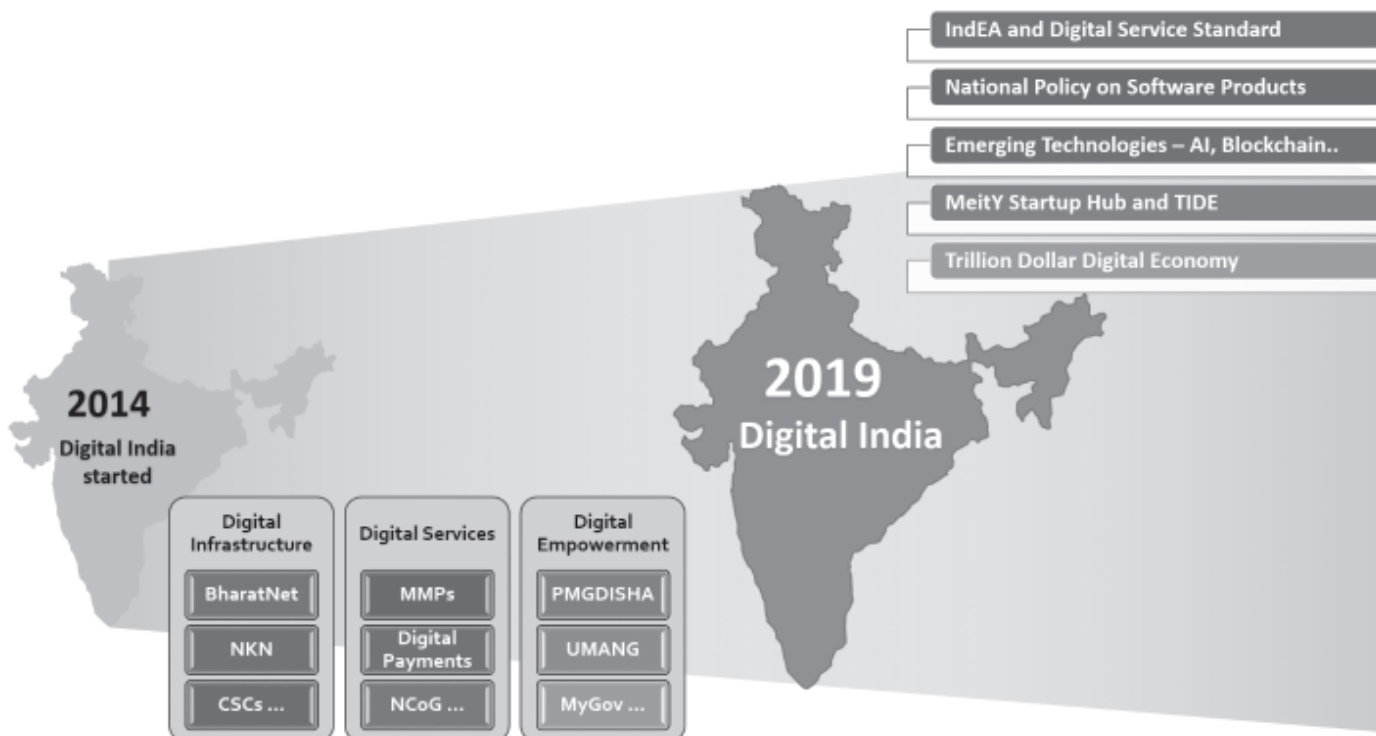 IndEA and Digital Service Standard
National Policy on Software Products
Emerging Technologies – AI, Blockchain..
MeitY Startup Hub and TIDE
Trillion Dollar Digital Economy
2014
Digital India
started
2019
Digital India
Digital
Infrastructure
BharatNet
NKN
CSCs ...
Digital Services
MMPs
Digital
Payments
NCoG ...
Digital
Empowerment
PMGDISHA
UMANG
MyGov ...